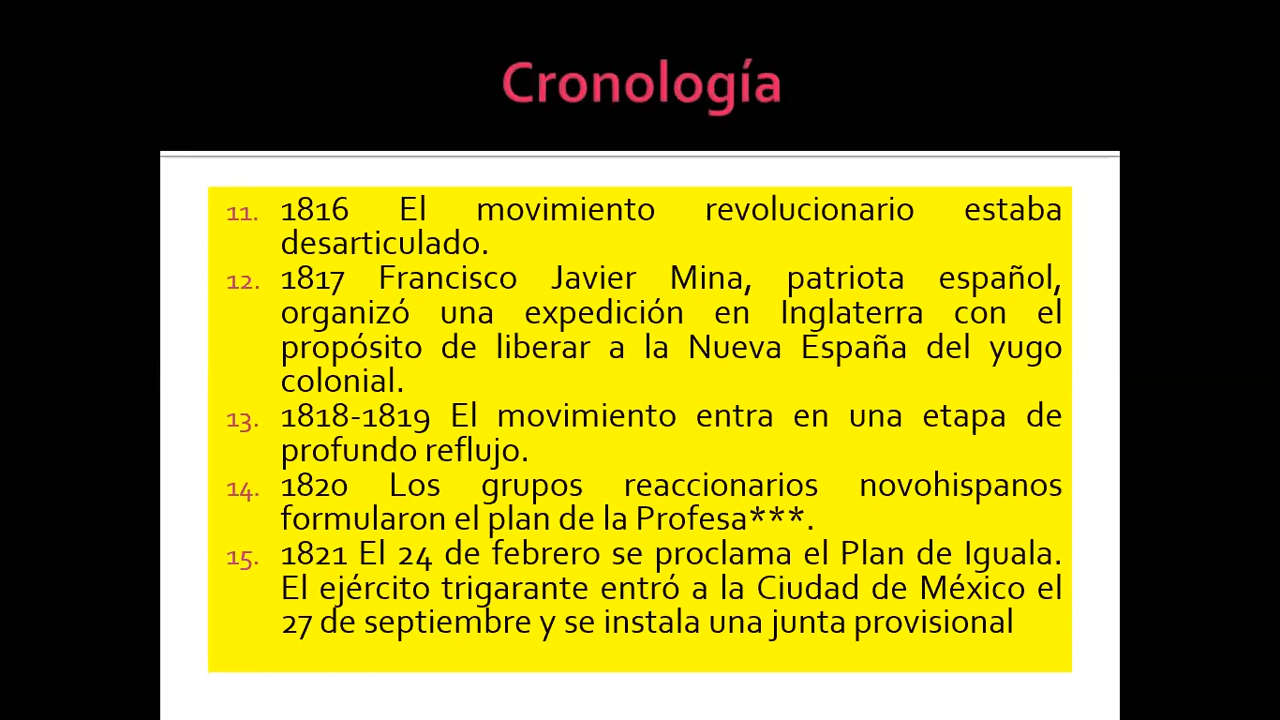 Cronología
11. 1816 El movimiento revolucionario estaba
desarticulado.
12. 1817 Francisco Javier Mina, patriota español,
organizó una expedición en Inglaterra con el
propósito de liberar a la Nueva España del yugo
colonial.
13. 1818-1819 El movimiento entra en una etapa de
profundo reflujo.
14. 1820 Los grupos reaccionarios novohispanos
formularon el plan de la Profesa***.
15. 1821 El 24 de febrero se proclama el Plan de Iguala.
El ejército trigarante entró a la Ciudad de México el
27 de septiembre y se instala una junta provisional